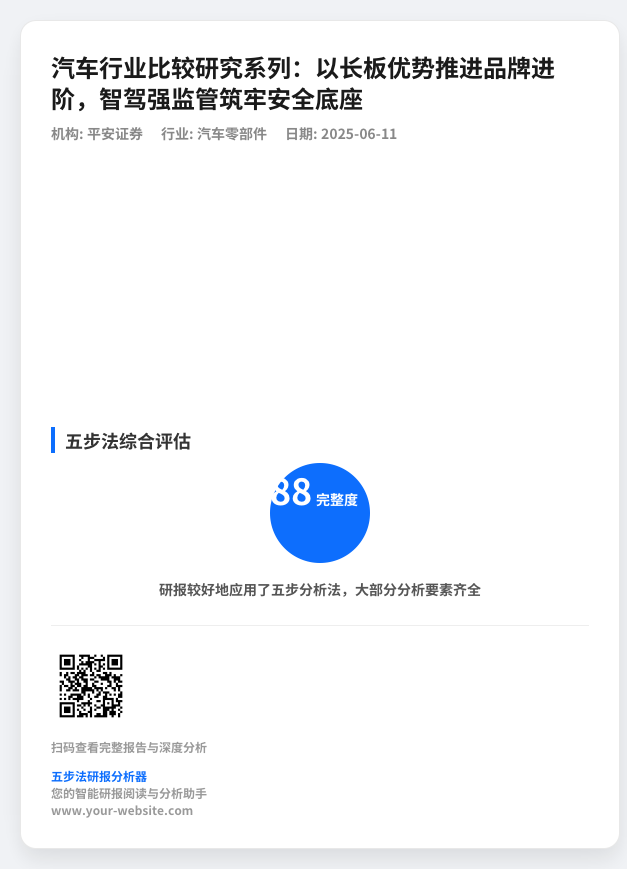 汽车行业比较研究系列：以长板优势推进品牌进
阶，智驾强监管筑牢安全底座
机构: 平安证券 行业: 汽车零部件 日期: 2025-06-11
五步法综合评估
88 完整度
研报较好地应用了五步分析法，大部分分析要素齐全
扫码查看完整报告与深度分析
五步法研报分析器
您的智能研报阅读与分析助手
www.your-website.com